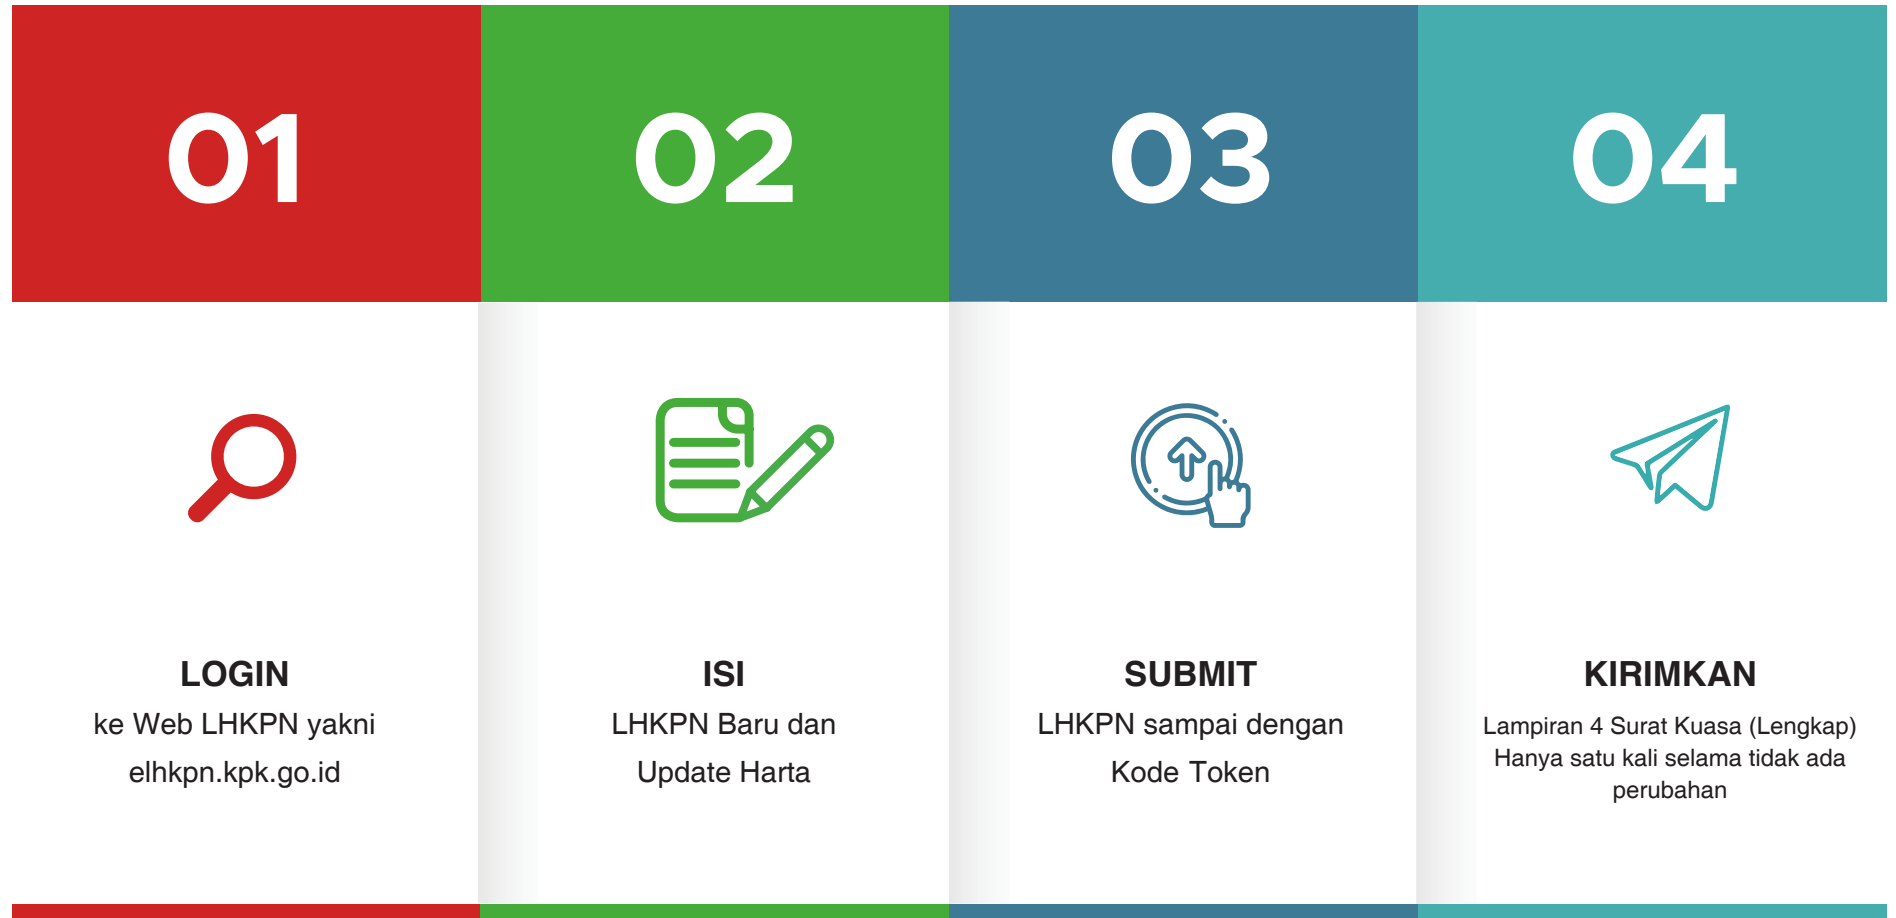 01
02
03
04
LOGIN
ke Web LHKPN yakni
elhkpn.kpk.go.id
ISI
LHKPN Baru dan
Update Harta
SUBMIT
LHKPN sampai dengan
Kode Token
KIRIMKAN
Lampiran 4 Surat Kuasa (Lengkap)
Hanya satu kali selama tidak ada
perubahan